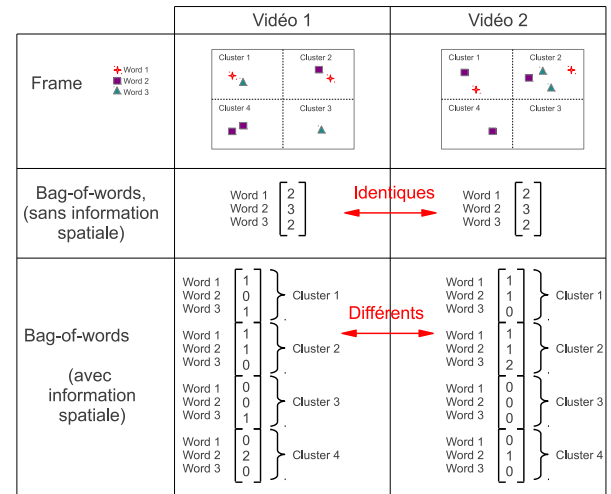 Vidéo 1
Vidéo 2
Frame
Word 1
Word 2
Word 3
Cluster 1
Cluster 2
Cluster 4
Cluster 3
Cluster 1
Cluster 2
Cluster 4
Cluster 3
Bag-of-words,
(sans information
spatiale)
Word 1 2
Word 2 3
Word 3 2
Identiques
Word 1 2
Word 2 3
Word 3 2
Bag-of-words
(avec
information
spatiale)
Word 1 1
Word 2 0 Cluster 1
Word 3 1
Word 1 1
Word 2 1 Cluster 2
Word 3 0
Word 1 0
Word 2 0 Cluster 3
Word 3 1
Word 1 0
Word 2 2 Cluster 4
Word 3 0
Différents
Word 1 1
Word 2 1 Cluster 1
Word 3 0
Word 1 1
Word 2 1 Cluster 2
Word 3 2
Word 1 0
Word 2 0 Cluster 3
Word 3 0
Word 1 0
Word 2 1 Cluster 4
Word 3 0